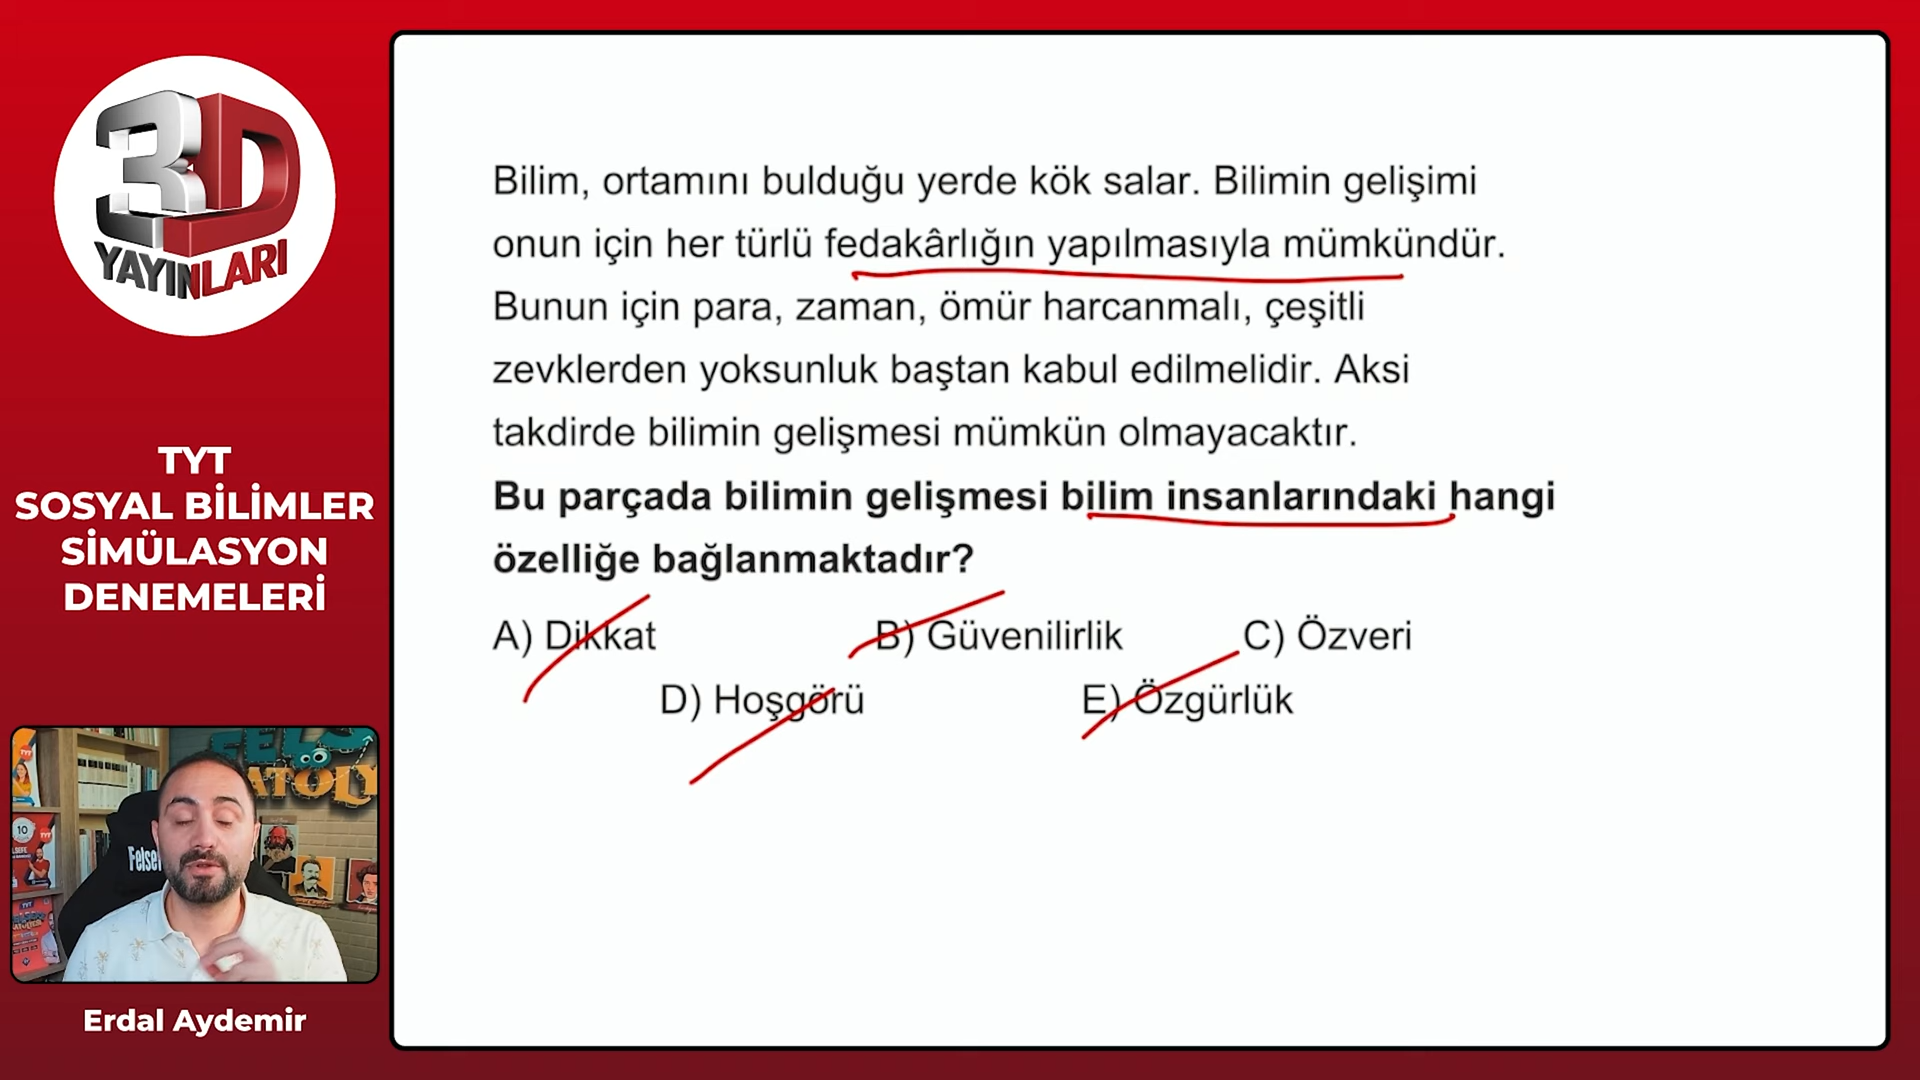 3D
YAYINLARI
TYT
SOSYAL BİLİMLER
SİMÜLASYON
DENEMELERİ
Erdal Aydemir
Bilim, ortamını bulduğu yerde kök salar. Bilimin gelişimi
onun için her türlü fedakârlığın yapılmasıyla mümkündür.
Bunun için para, zaman, ömür harcanmalı, çeşitli
zevklerden yoksunluk baştan kabul edilmelidir. Aksi
takdirde bilimin gelişmesi mümkün olmayacaktır.
Bu parçada bilimin gelişmesi bilim insanlarındaki hangi
özelliğe bağlanmaktadır?
A) Dikkat B) Güvenilirlik C) Özveri
D) Hoşgörü E) Özgürlük